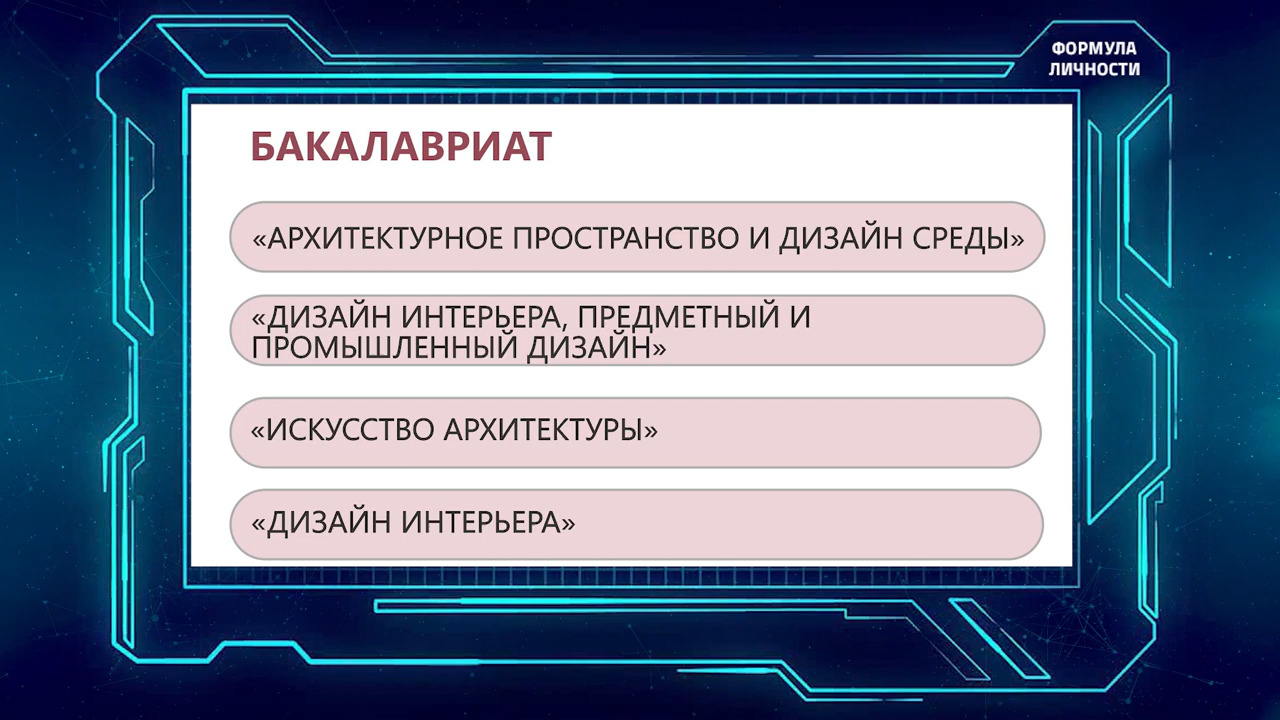 ФОРМУЛА
ЛИЧНОСТИ
БАКАЛАВРИАТ
«АРХИТЕКТУРНОЕ ПРОСТРАНСТВО И ДИЗАЙН СРЕДЫ»
«ДИЗАЙН ИНТЕРЬЕРА, ПРЕДМЕТНЫЙ И
ПРОМЫШЛЕННЫЙ ДИЗАЙН»
«ИСКУССТВО АРХИТЕКТУРЫ»
«ДИЗАЙН ИНТЕРЬЕРА»